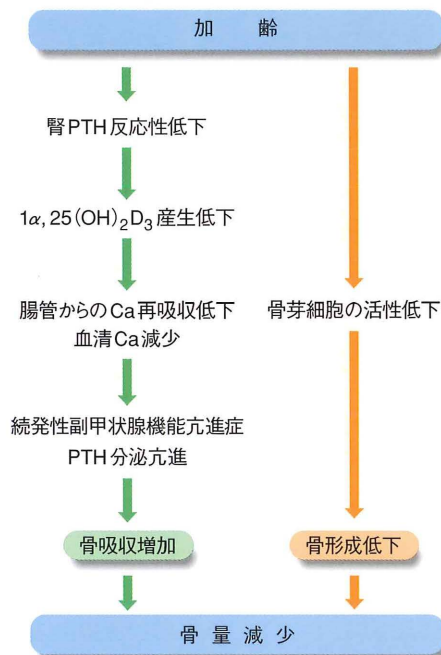 加 齢
腎PTH反応性低下
1α, 25(OH)₂D₃産生低下
腸管からのCa再吸収低下
血清Ca減少
続発性副甲状腺機能亢進症
PTH分泌亢進
骨吸収増加
骨芽細胞の活性低下
骨形成低下
骨量減少